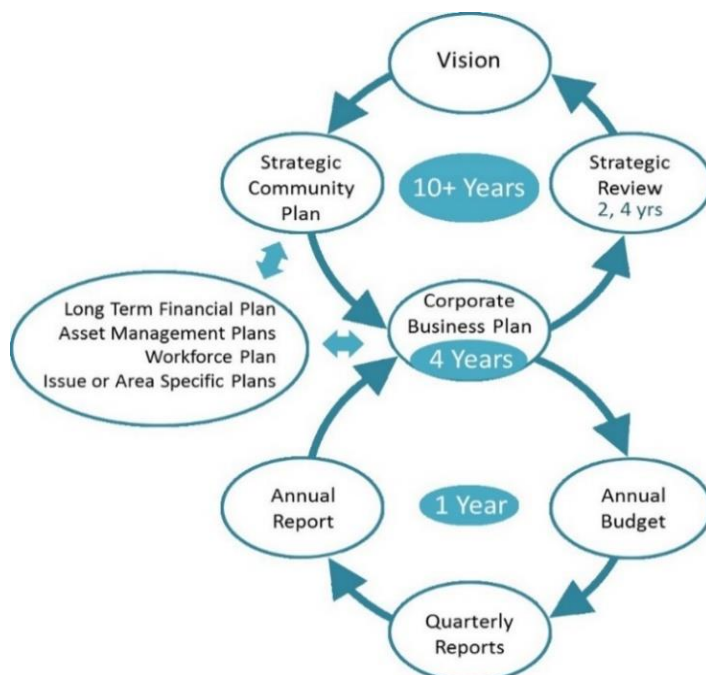 Vision
Strategic
Community
Plan
10+ Years
Strategic
Review
2, 4 yrs
Long Term Financial Plan
Asset Management Plans
Workforce Plan
Issue or Area Specific Plans
Corporate
Business Plan
4 Years
Annual
Report
1 Year
Annual
Budget
Quarterly
Reports